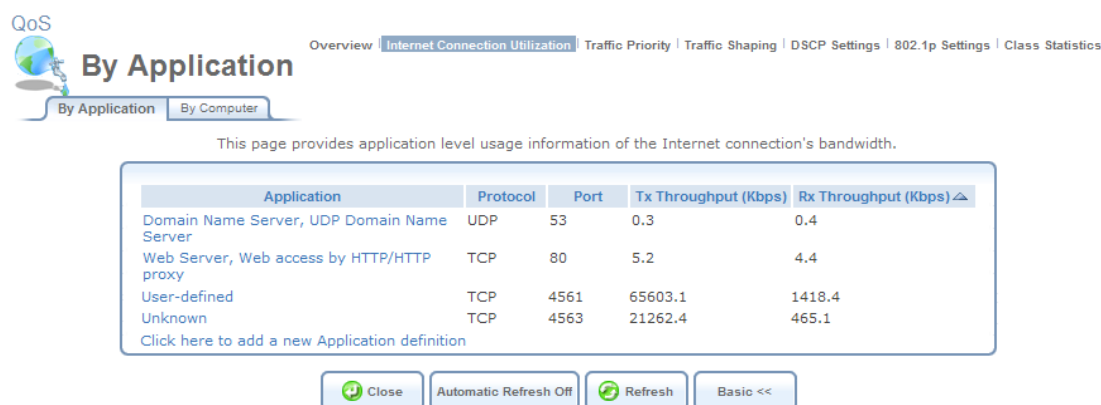 QoS
By Application
Overview | Internet Connection Utilization | Traffic Priority | Traffic Shaping | DSCP Settings | 802.1p Settings | Class Statistics
By Application By Computer
This page provides application level usage information of the Internet connection's bandwidth.
Application Protocol Port Tx Throughput (Kbps) Rx Throughput (Kbps)
Domain Name Server, UDP Domain Name UDP 53 0.3 0.4
Server
Web Server, Web access by HTTP/HTTP TCP 80 5.2 4.4
proxy
User-defined TCP 4561 65603.1 1418.4
Unknown TCP 4563 21262.4 465.1
Click here to add a new Application definition
Close Automatic Refresh Off Refresh Basic <<